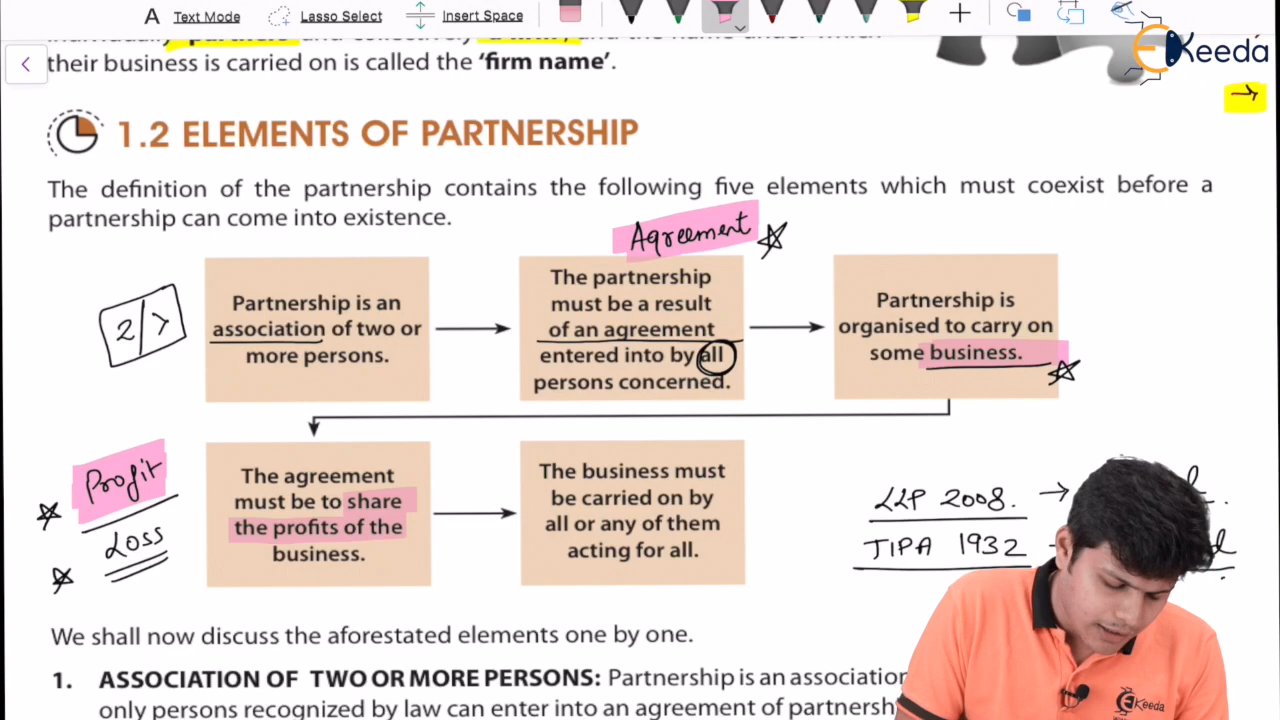 Text Mode
Lasso Select
Insert Space
their business is carried on is called the ‘firm name’.
Keeda
1.2 ELEMENTS OF PARTNERSHIP
The definition of the partnership contains the following five elements which must coexist before a
partnership can come into existence.
Agreement
2/>
Partnership is an
association of two or
more persons.
The partnership
must be a result
of an agreement
entered into by all
persons concerned.
Partnership is
organised to carry on
some business.
Profit
Loss
The agreement
must be to share
the profits of the
business.
The business must
be carried on by
all or any of them
acting for all.
LLP 2008.
TIPA 1932
We shall now discuss the aforestated elements one by one.
1. ASSOCIATION OF TWO OR MORE PERSONS: Partnership is an association
only persons recognized by law can enter into an agreement of
Keeda